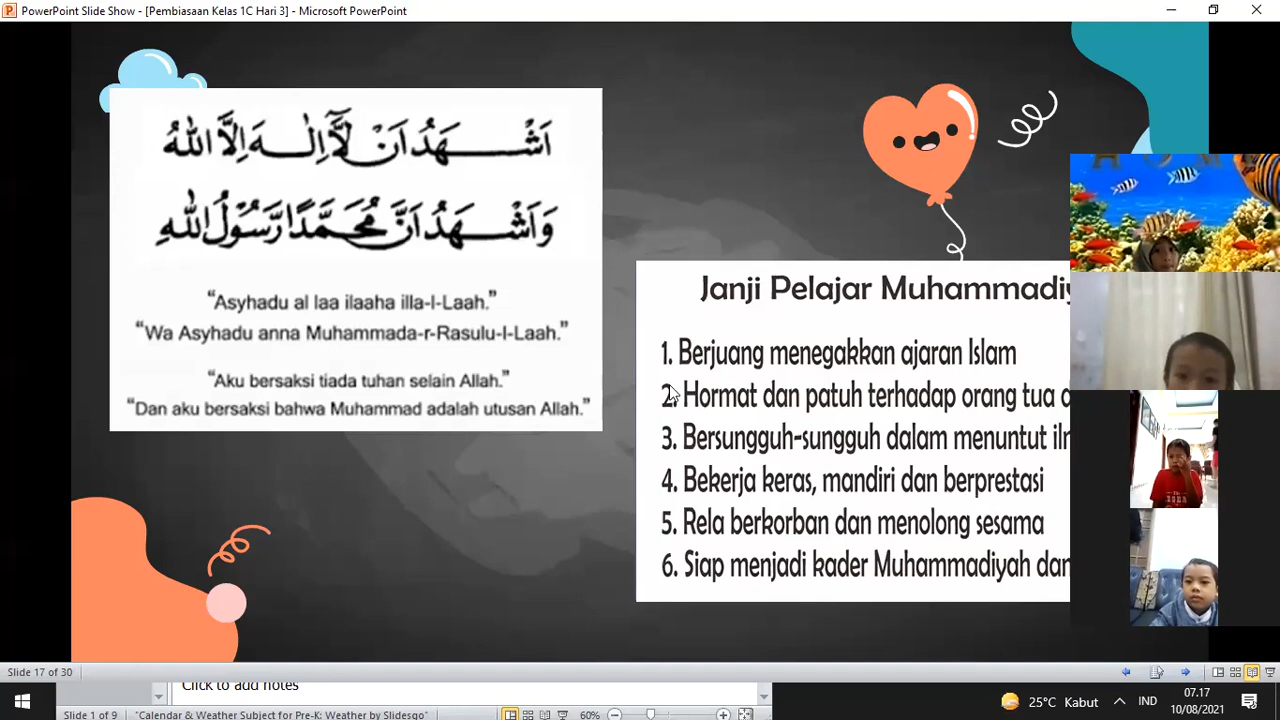 PowerPoint Slide Show - [Pembiasaan Kelas 1C Hari 3] - Microsoft PowerPoint
اَشْهَدُ اَنْ لَآ اِلٰهَ اِلَّا اللهُ
وَاَشْهَدُ اَنَّ مُحَمَّدًا رَسُوْلُ اللهِ
“Asyhadu al laa ilaaha illa-l-Laah.”
“Wa Asyhadu anna Muhammada-r-Rasulu-l-Laah.”
“Aku bersaksi tiada tuhan selain Allah.”
“Dan aku bersaksi bahwa Muhammad adalah utusan Allah.”
Janji Pelajar Muhammadiy
1. Berjuang menegakkan ajaran Islam
2. Hormat dan patuh terhadap orang tua
3. Bersungguh-sungguh dalam menuntut
4. Bekerja keras, mandiri dan berprestasi
5. Rela berkorban dan menolong sesama
6. Siap menjadi kader Muhammadiyah dan
Slide 17 of 30
Click to add notes
Slide 1 of 9 "Calendar & Weather Subject for Pre-K: Weather by Slidesgo" 60%
25°C Kabut IND 07.17
10/08/2021